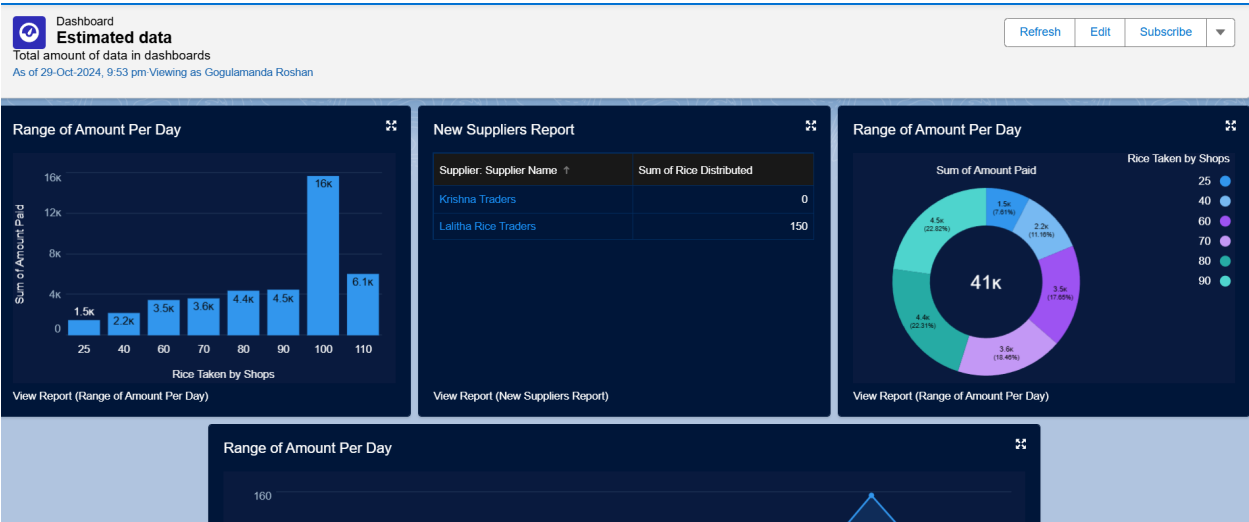 Dashboard
Estimated data
Total amount of data in dashboards
As of 29-Oct-2024, 9:53 pm·Viewing as Gogulamanda Roshan
Refresh
Edit
Subscribe
Range of Amount Per Day
Sum of Amount Paid
16K
12K
8K
4K
0
1.5K
2.2K
3.5K
3.6K
4.4K
4.5K
16K
6.1K
25 40 60 70 80 90 100 110
Rice Taken by Shops
View Report (Range of Amount Per Day)
New Suppliers Report
Supplier: Supplier Name ↑ Sum of Rice Distributed
Krishna Traders 0
Lalitha Rice Traders 150
View Report (New Suppliers Report)
Range of Amount Per Day
Sum of Amount Paid
Rice Taken by Shops
25
40
60
70
80
90
1.5K
(7.61%)
2.2K
(11.16%)
3.5K
(17.65%)
3.6K
(18.46%)
4.4K
(22.31%)
4.5K
(22.82%)
41K
View Report (Range of Amount Per Day)
Range of Amount Per Day
160